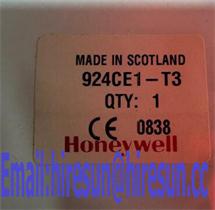 MADE IN SCOTLAND
924CE1-T3
QTY: 1
CE 0838
Honeywell
Email:hiresun@hiresun.cc